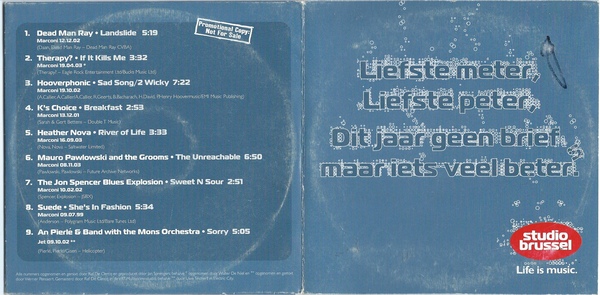 Promotional Copy:
Not For Sale
1. Dead Man Ray • Landslide 5:19
Marconi 12.12.02
2. Therapy? • If It Kills Me 3:32
Marconi 19.04.03 *
3. Hooverphonic • Sad Song/2 Wicky 7:22
Marconi 19.10.02
4. K's Choice • Breakfast 2:53
Marconi 13.12.01
(Sarah & Gert Bettens - Double T Music)
5. Heather Nova • River of Life 3:33
Marconi 16.09.03
6. Mauro Pawlowski and the Grooms • The Unreachable 6:50
Marconi 08.11.03
7. The Jon Spencer Blues Explosion • Sweet N Sour 2:51
Marconi 10.02.02
8. Suede • She's In Fashion 5:34
Marconi 09.07.99
9. An Pierlé & Band with the Mons Orchestra • Sorry 5:05
Jet 09.10.02 **
Liefste meter,
Liefste peter,
Dit jaar geen brief
maar iets veel beter.
studio
brussel
Life is music.